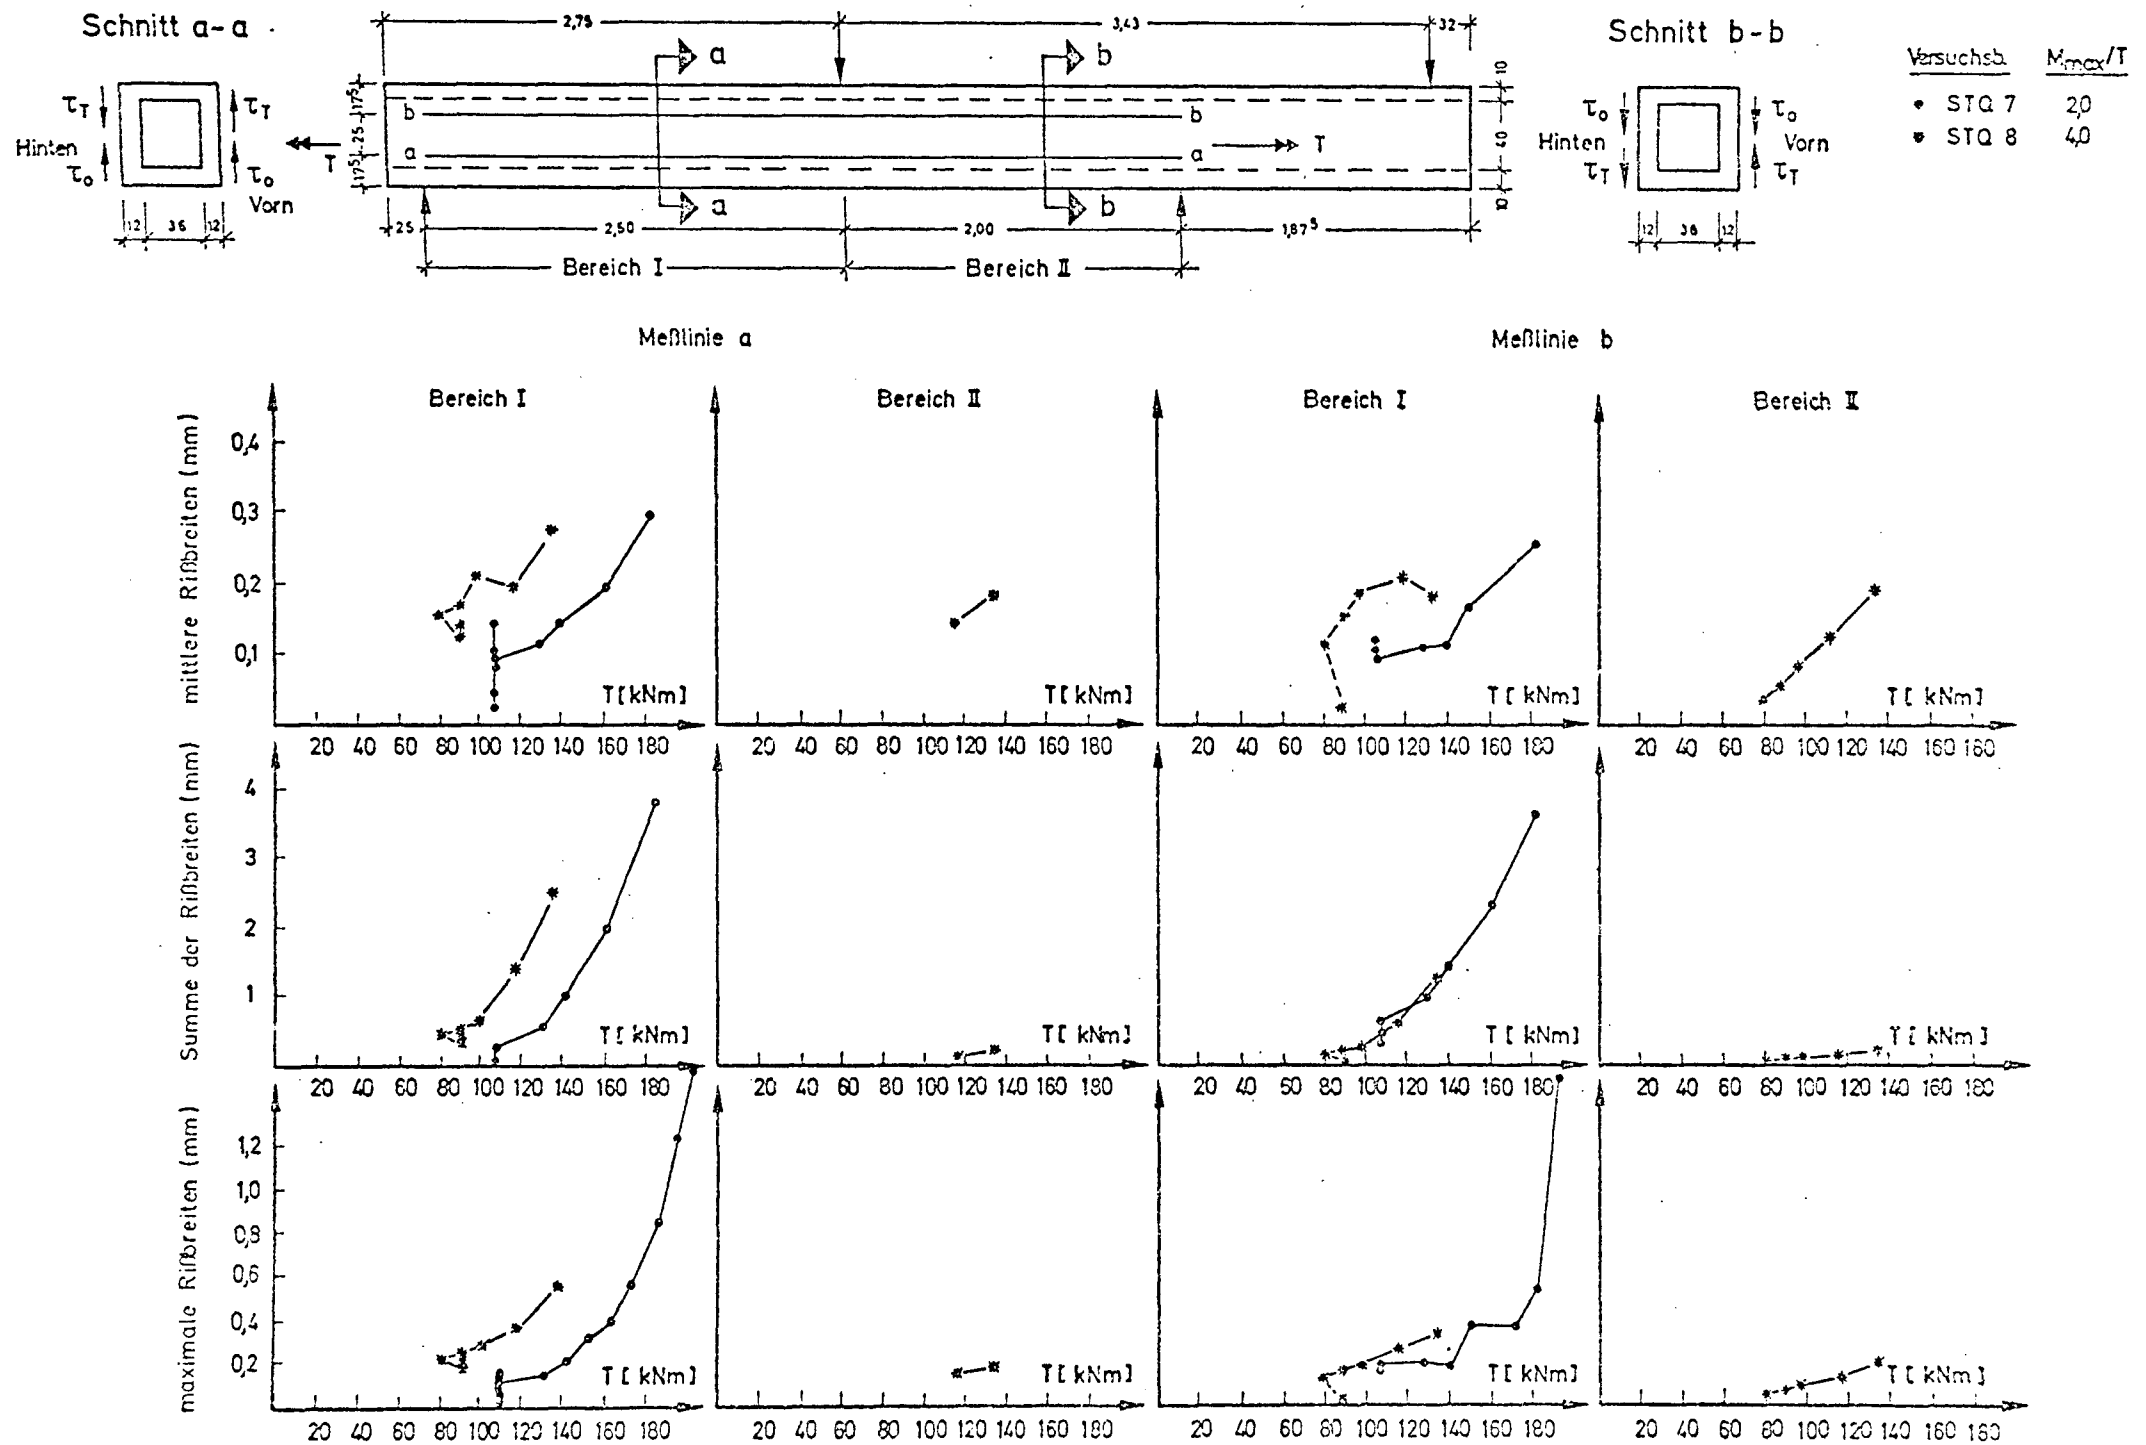 Schnitt a-a
2,75
3,43
32
Schnitt b-b
Versuchsb. Mmax/T
STQ 7 2,0
STQ 8 4,0
a
b
τT τT
Hinten
τo τo
Vorn
12 36 12
T
17⁵ 25 17⁵
b b
a a
T
a
b
10 40 10
τo τo
Hinten Vorn
τT τT
12 36 12
25 2,50 2,00 1,87⁵
Bereich I Bereich II
Meßlinie a Meßlinie b
Bereich I Bereich II Bereich I Bereich II
mittlere Rißbreiten (mm)
0,4
0,3
0,2
0,1
T[kNm] T[kNm] T[kNm] T[kNm]
20 40 60 80 100 120 140 160 180
20 40 60 80 100 120 140 160 180
20 40 60 80 100 120 140 160 180
20 40 60 80 100 120 140 160 180
Summe der Rißbreiten (mm)
4
3
2
1
T[kNm] T[kNm] T[kNm] T[kNm]
20 40 60 80 100 120 140 160 180
20 40 60 80 100 120 140 160 180
20 40 60 80 100 120 140 160 180
20 40 60 80 100 120 140 160 180
maximale Rißbreiten (mm)
1,2
1,0
0,8
0,6
0,4
0,2
T[kNm] T[kNm] T[kNm] T[kNm]
20 40 60 80 100 120 140 160 180
20 40 60 80 100 120 140 160 180
20 40 60 80 100 120 140 160 180
20 40 60 80 100 120 140 160 180